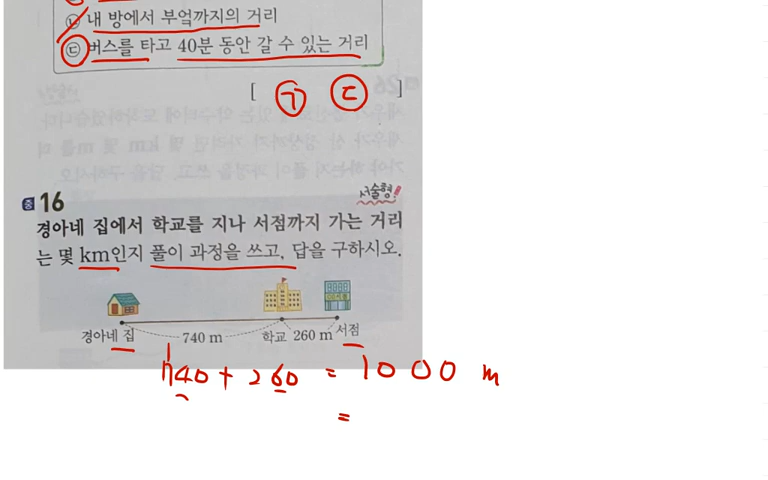 ㉡ 내 방에서 부엌까지의 거리
㉢ 버스를 타고 40분 동안 갈 수 있는 거리
[ ㉠ ㉢ ]
중 16
서술형!
경아네 집에서 학교를 지나 서점까지 가는 거리
는 몇 km인지 풀이 과정을 쓰고, 답을 구하시오.
경아네 집 740 m 학교 260 m 서점
740 + 260 = 1000 m
=